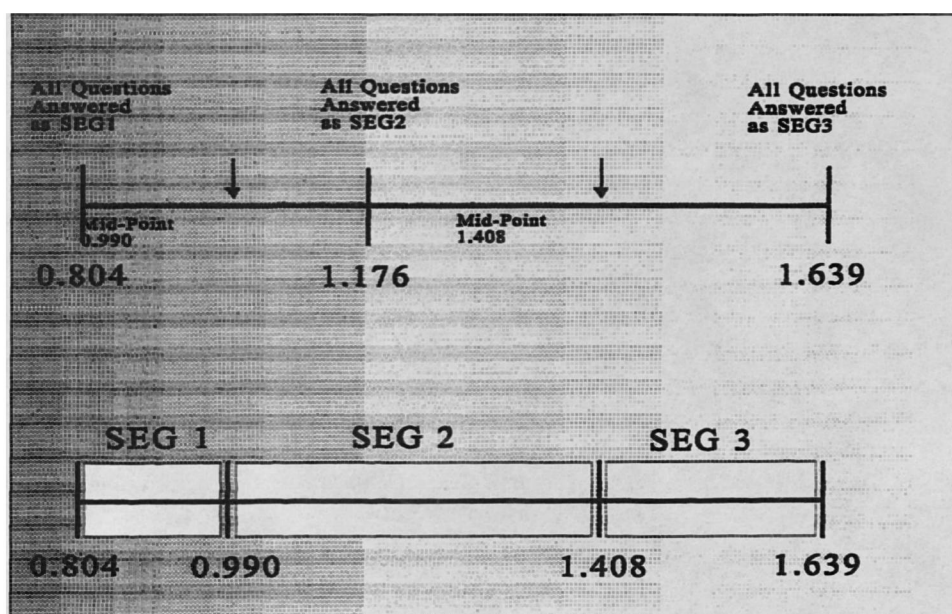 All Questions
Answered
as SEG1
All Questions
Answered
as SEG2
All Questions
Answered
as SEG3
Mid-Point
0.990
Mid-Point
1.408
0.804 1.176 1.639
SEG 1 SEG 2 SEG 3
0.804 0.990 1.408 1.639